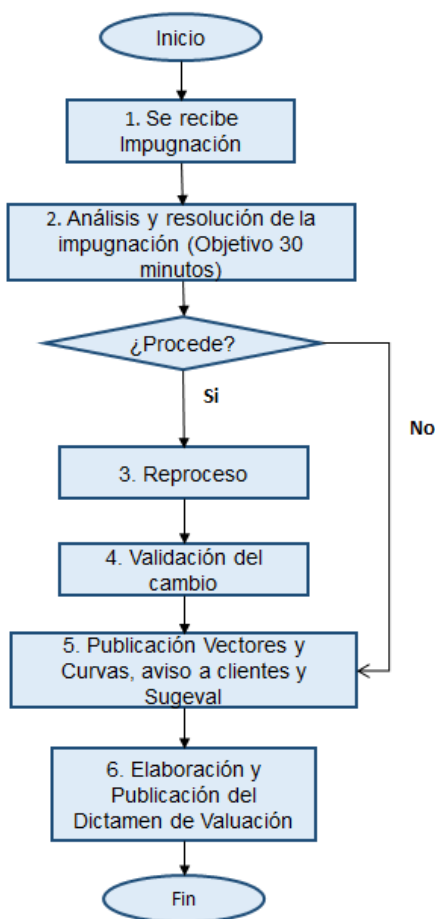 Inicio
1. Se recibe
Impugnación
2. Análisis y resolución de la
impugnación (Objetivo 30
minutos)
¿Procede?
Si
No
3. Reproceso
4. Validación del
cambio
5. Publicación Vectores y
Curvas, aviso a clientes y
Sugeval
6. Elaboración y
Publicación del
Dictamen de Valuación
Fin